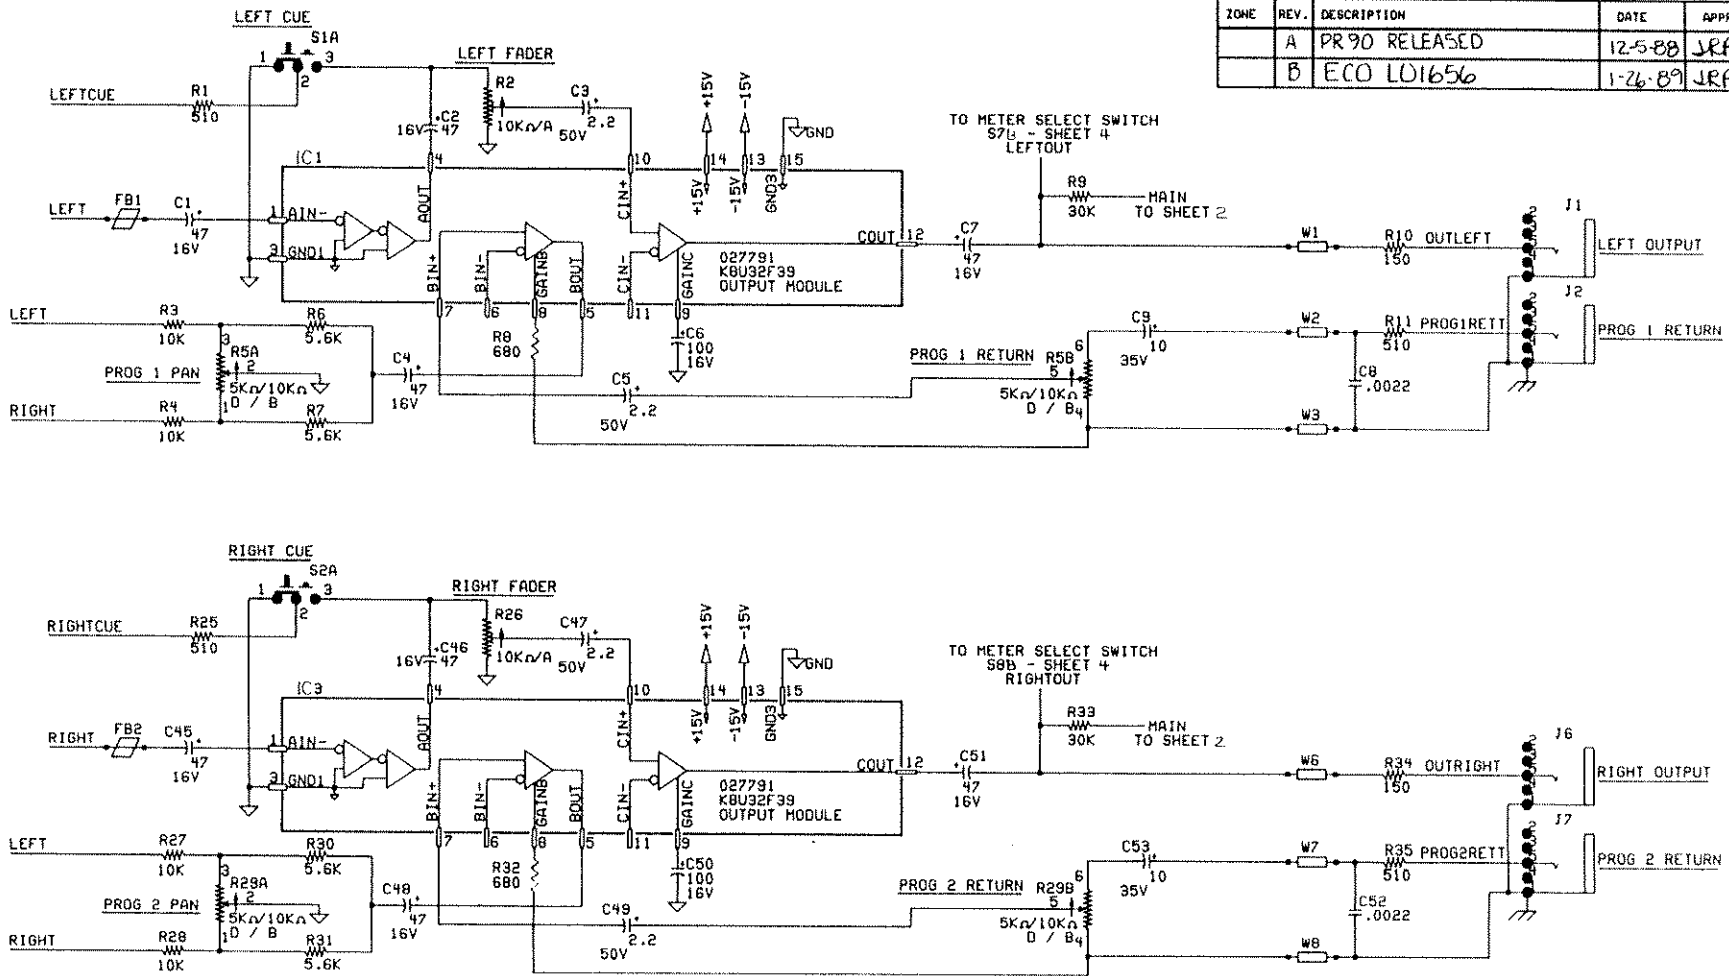 ZONE REV. DESCRIPTION DATE
A PR90 RELEASED 12-5-88
B ECO LU1656 1-26-89
LEFT CUE
S1A
1 2 3
LEFT FADER
LEFTCUE
R1
510
C2
16V 47
R2
10KΩ/A
C3
2.2
50V
+15V -15V
GND
TO METER SELECT SWITCH
S7B - SHEET 4
LEFTOUT
R9
30K
MAIN
TO SHEET 2
IC1
4 10 14 13 15
AOUT CIN+ +15V -15V GND3
LEFT
FB1
C1
47
16V
1 AIN-
3 GND1
BIN+ BIN- GAINB BOUT CIN- GAINC
7 6 8 5 11 9
027791
KBU32F39
OUTPUT MODULE
COUT 12
C7
47
16V
W1
R10
150
OUTLEFT
J1
LEFT OUTPUT
LEFT
R3
10K
R6
5.6K
3
R5A
2
5KΩ/10KΩ
D / B
1
PROG 1 PAN
RIGHT
R4
10K
R7
5.6K
C4
47
16V
R8
680
C6
100
16V
C5
2.2
50V
PROG 1 RETURN
R5B
6
5
5KΩ/10KΩ
D / B
4
C9
10
35V
W2
R11
510
PROG1RETT
J2
PROG 1 RETURN
C8
.0022
W3
RIGHT CUE
S2A
1 2 3
RIGHT FADER
RIGHTCUE
R25
510
C46
16V 47
R26
10KΩ/A
C47
2.2
50V
+15V -15V
GND
TO METER SELECT SWITCH
S8B - SHEET 4
RIGHTOUT
R33
30K
MAIN
TO SHEET 2
IC3
4 10 14 13 15
AOUT CIN+ +15V -15V GND3
RIGHT
FB2
C45
47
16V
1 AIN-
3 GND1
BIN+ BIN- GAINB BOUT CIN- GAINC
7 6 8 5 11 9
027791
KBU32F39
OUTPUT MODULE
COUT 12
C51
47
16V
W6
R34
150
OUTRIGHT
J6
RIGHT OUTPUT
LEFT
R27
10K
R30
5.6K
3
R29A
2
5KΩ/10KΩ
D / B
1
PROG 2 PAN
RIGHT
R28
10K
R31
5.6K
C48
47
16V
R32
680
C50
100
16V
C49
2.2
50V
PROG 2 RETURN
R29B
6
5
5KΩ/10KΩ
D / B
4
C53
10
35V
W7
R35
510
PROG2RETT
J7
PROG 2 RETURN
C52
.0022
W8